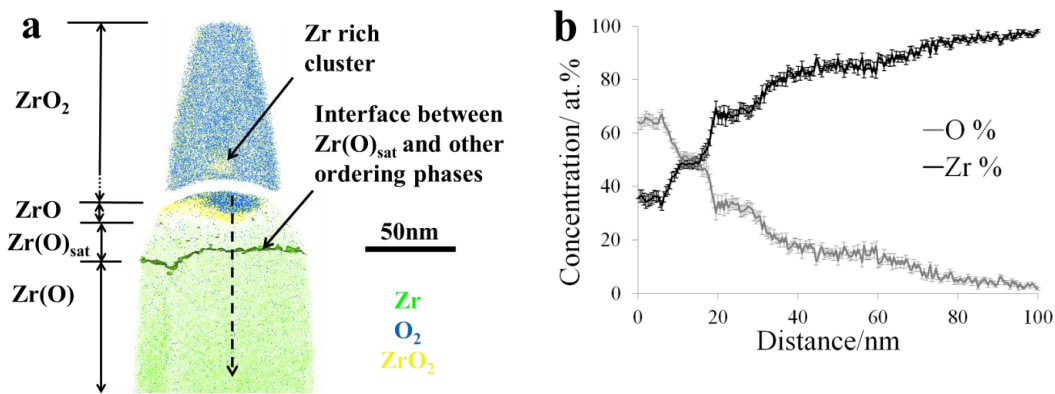 a
Zr rich
cluster
Interface between
Zr(O)sat and other
ordering phases
ZrO2
ZrO
Zr(O)sat
Zr(O)
50nm
Zr
O2
ZrO2
b
Concentration/ at.%
100
80
60
40
20
0
O %
Zr %
0 20 40 60 80 100
Distance/nm